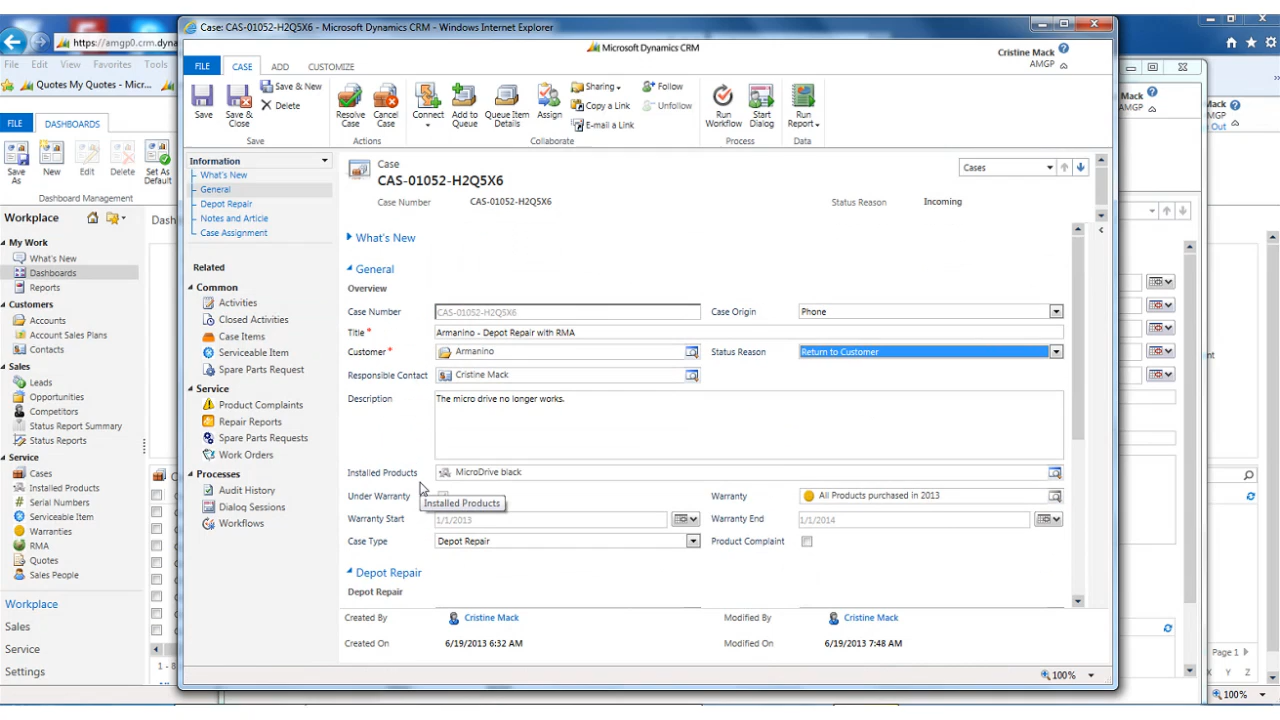 Case: CAS-01052-H2Q5X6 - Microsoft Dynamics CRM - Windows Internet Explorer
https://amgp0.crm.dyna
File Edit View Favorites Tools
Quotes My Quotes - Micr...
FILE DASHBOARDS
Save As New Edit Delete Set As Default
Dashboard Management
Workplace
Dash
My Work
What's New
Dashboards
Reports
Customers
Accounts
Account Sales Plans
Contacts
Sales
Leads
Opportunities
Competitors
Status Report Summary
Status Reports
Service
Cases
Installed Products
Serial Numbers
Serviceable Item
Warranties
RMA
Quotes
Sales People
Workplace
Sales
Service
Settings
1 - 8
Microsoft Dynamics CRM
Cristine Mack
AMGP
FILE CASE ADD CUSTOMIZE
Save
Save & Close
Save & New
Delete
Save
Resolve Case
Cancel Case
Actions
Connect
Add to Queue
Queue Item Details
Assign
Sharing
Copy a Link
E-mail a Link
Follow
Unfollow
Collaborate
Run Workflow
Start Dialog
Process
Run Report
Data
Information
What's New
General
Depot Repair
Notes and Article
Case Assignment
Related
Common
Activities
Closed Activities
Case Items
Serviceable Item
Spare Parts Request
Service
Product Complaints
Repair Reports
Spare Parts Requests
Work Orders
Processes
Audit History
Dialog Sessions
Workflows
Case
CAS-01052-H2Q5X6
Cases
Case Number CAS-01052-H2Q5X6 Status Reason Incoming
What's New
General
Overview
Case Number CAS-01052-H2Q5X6 Case Origin Phone
Title * Armanino - Depot Repair with RMA
Customer * Armanino Status Reason Return to Customer
Responsible Contact Cristine Mack
Description The micro drive no longer works.
Installed Products MicroDrive black
Under Warranty Warranty All Products purchased in 2013
Installed Products
Warranty Start 1/1/2013 Warranty End 1/1/2014
Case Type Depot Repair Product Complaint
Depot Repair
Depot Repair
Created By Cristine Mack Modified By Cristine Mack
Created On 6/19/2013 6:32 AM Modified On 6/19/2013 7:48 AM
100%
Mack
AMGP
Mack
Out
Page 1
X Y Z
100%